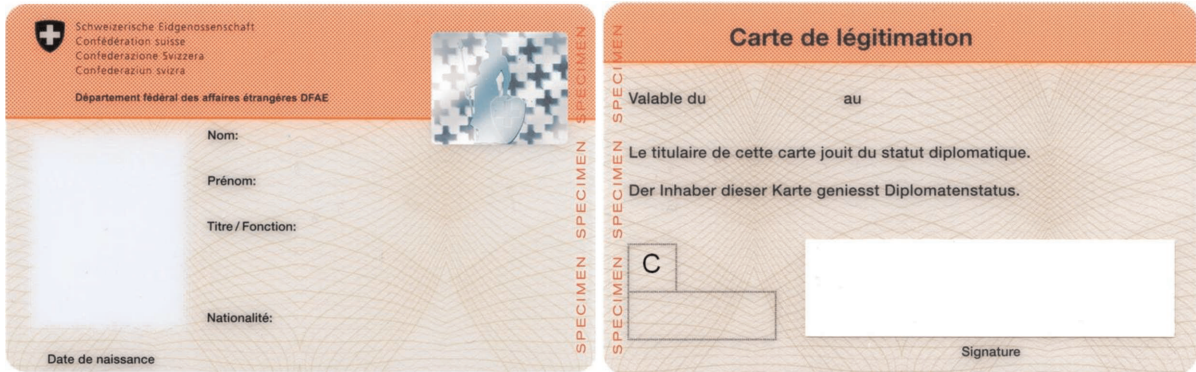 Schweizerische Eidgenossenschaft
Confédération suisse
Confederazione Svizzera
Confederaziun svizra
Département fédéral des affaires étrangères DFAE
Nom:
Prénom:
Titre / Fonction:
Nationalité:
Date de naissance
SPECIMEN SPECIMEN SPECIMEN
SPECIMEN SPECIMEN SPECIMEN
Carte de légitimation
Valable du au
Le titulaire de cette carte jouit du statut diplomatique.
Der Inhaber dieser Karte geniesst Diplomatenstatus.
C
Signature